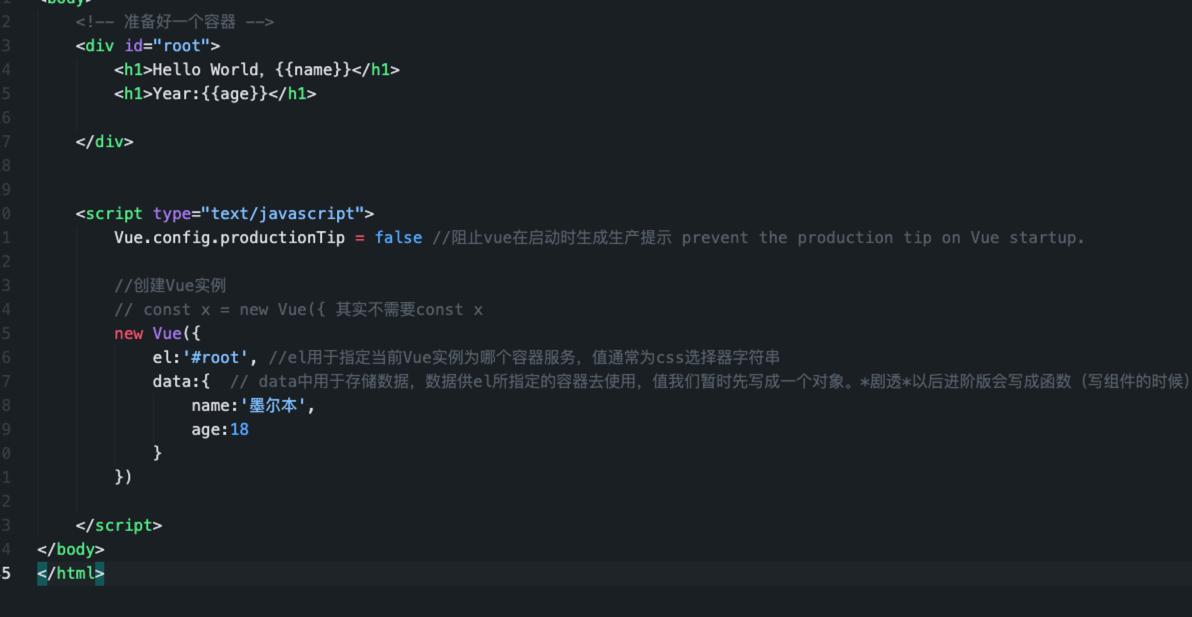 <body>
2 <!-- 准备好一个容器 -->
3 <div id="root">
4 <h1>Hello World, {{name}}</h1>
5 <h1>Year:{{age}}</h1>
6
7 </div>
8
9
0 <script type="text/javascript">
1 Vue.config.productionTip = false //阻止vue在启动时生成生产提示 prevent the production tip on Vue startup.
2
3 //创建Vue实例
4 // const x = new Vue({ 其实不需要const x
5 new Vue({
6 el:'#root', //el用于指定当前Vue实例为哪个容器服务，值通常为css选择器字符串
7 data:{ // data中用于存储数据，数据供el所指定的容器去使用，值我们暂时先写成一个对象。*剧透*以后进阶版会写成函数（写组件的时候）
8 name:'墨尔本',
9 age:18
0 }
1 })
2
3 </script>
4 </body>
5 </html>